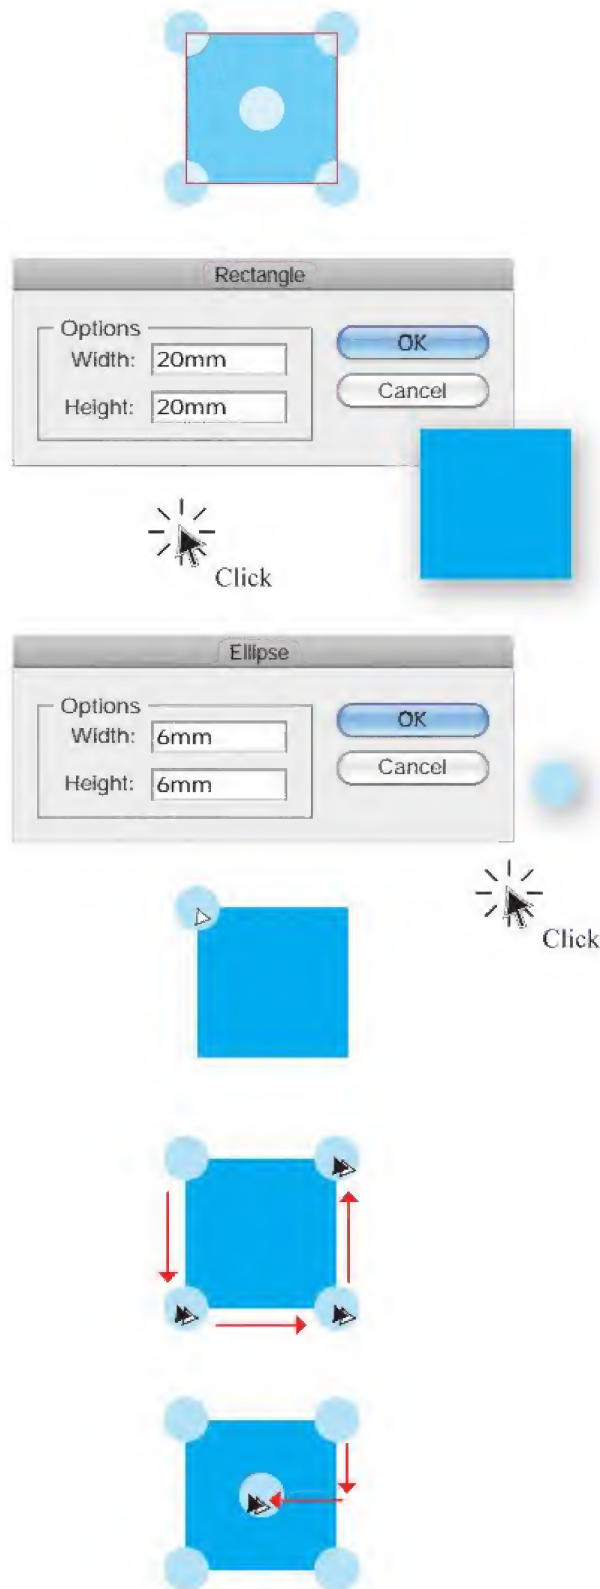 Rectangle
Options
Width: 20mm
Height: 20mm
OK
Cancel
Click
Ellipse
Options
Width: 6mm
Height: 6mm
OK
Cancel
Click